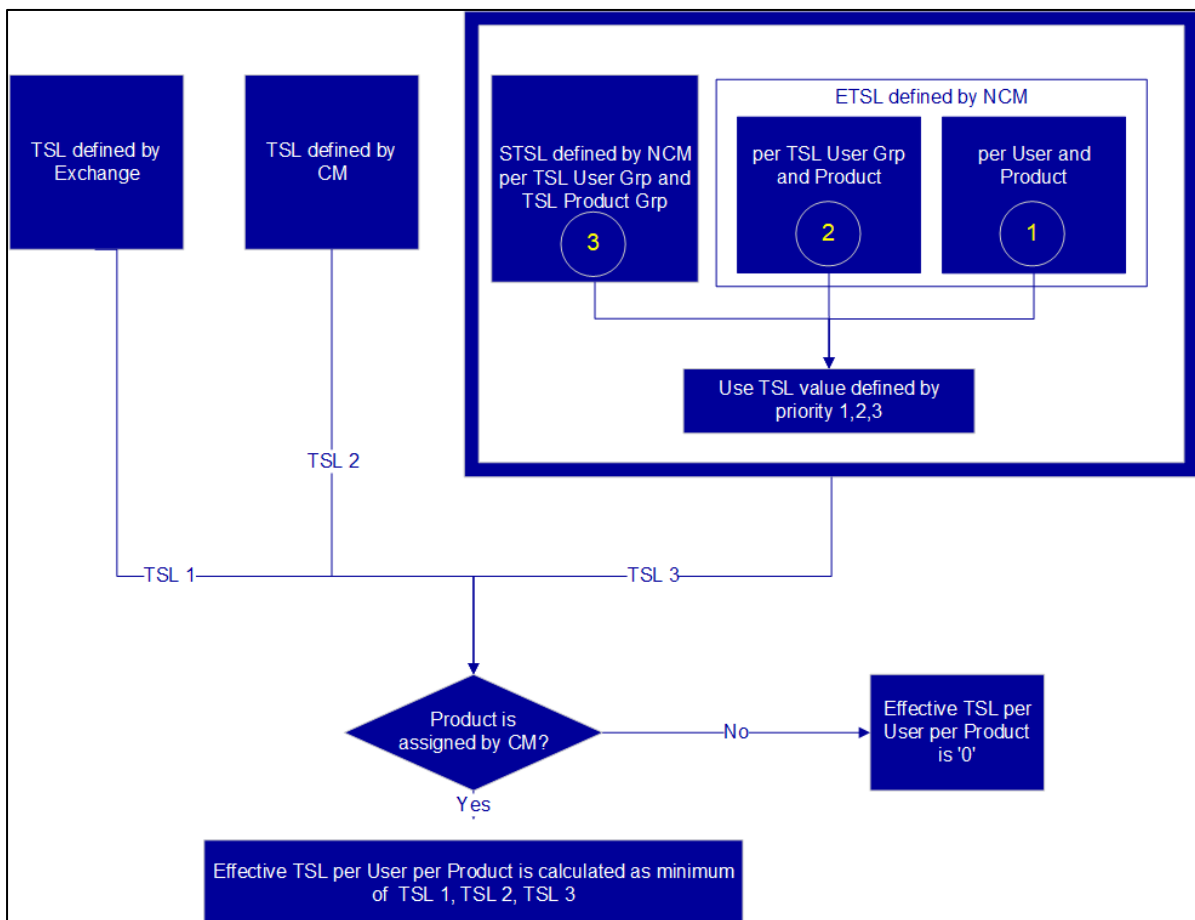 TSL defined by
Exchange
TSL defined by
CM
STSL defined by NCM
per TSL User Grp and
TSL Product Grp
3
ETSL defined by NCM
per TSL User Grp
and Product
2
per User and
Product
1
Use TSL value defined by
priority 1,2,3
TSL 2
TSL 1
TSL 3
Product is
assigned by CM?
No
Effective TSL per
User per Product
is '0'
Yes
Effective TSL per User per Product is calculated as minimum
of TSL 1, TSL 2, TSL 3